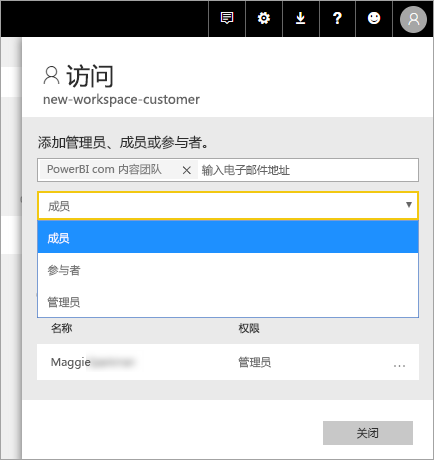 访问
new-workspace-customer
添加管理员、成员或参与者。
PowerBI com 内容团队 × 输入电子邮件地址
成员
成员
参与者
管理员
名称 权限
Maggie 管理员 ...
关闭